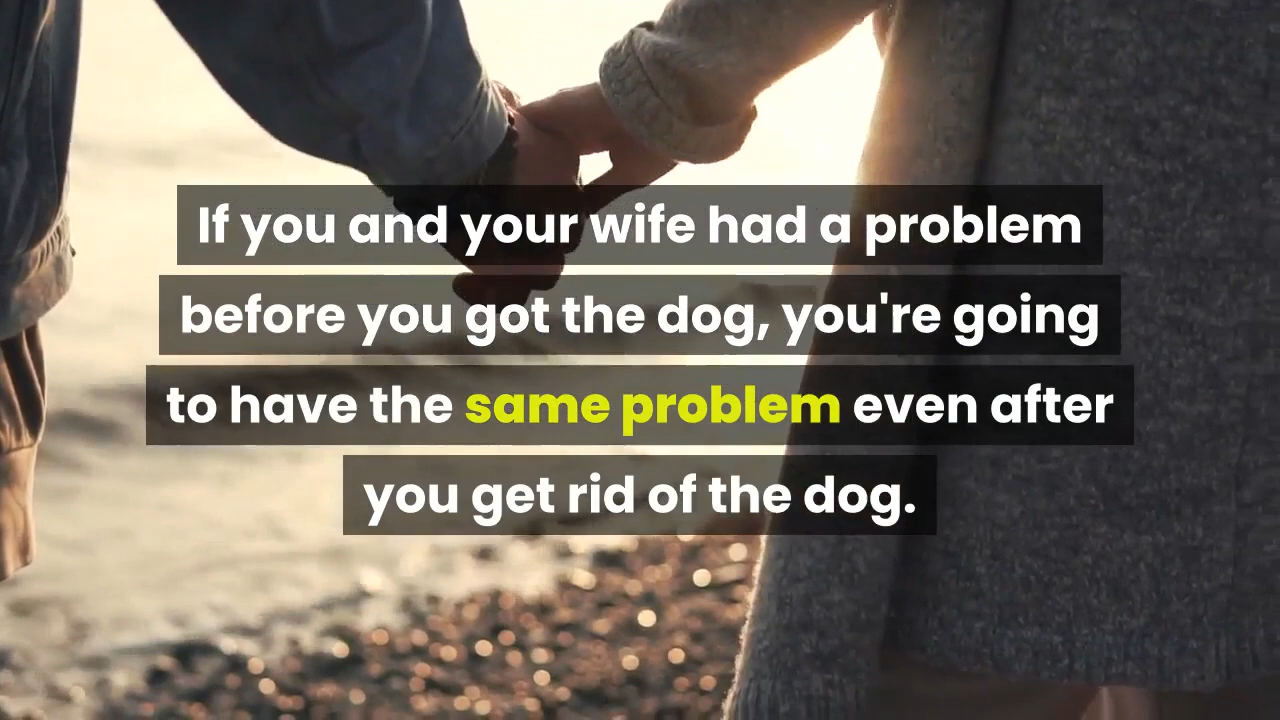 If you and your wife had a problem
before you got the dog, you're going
to have the same problem even after
you get rid of the dog.